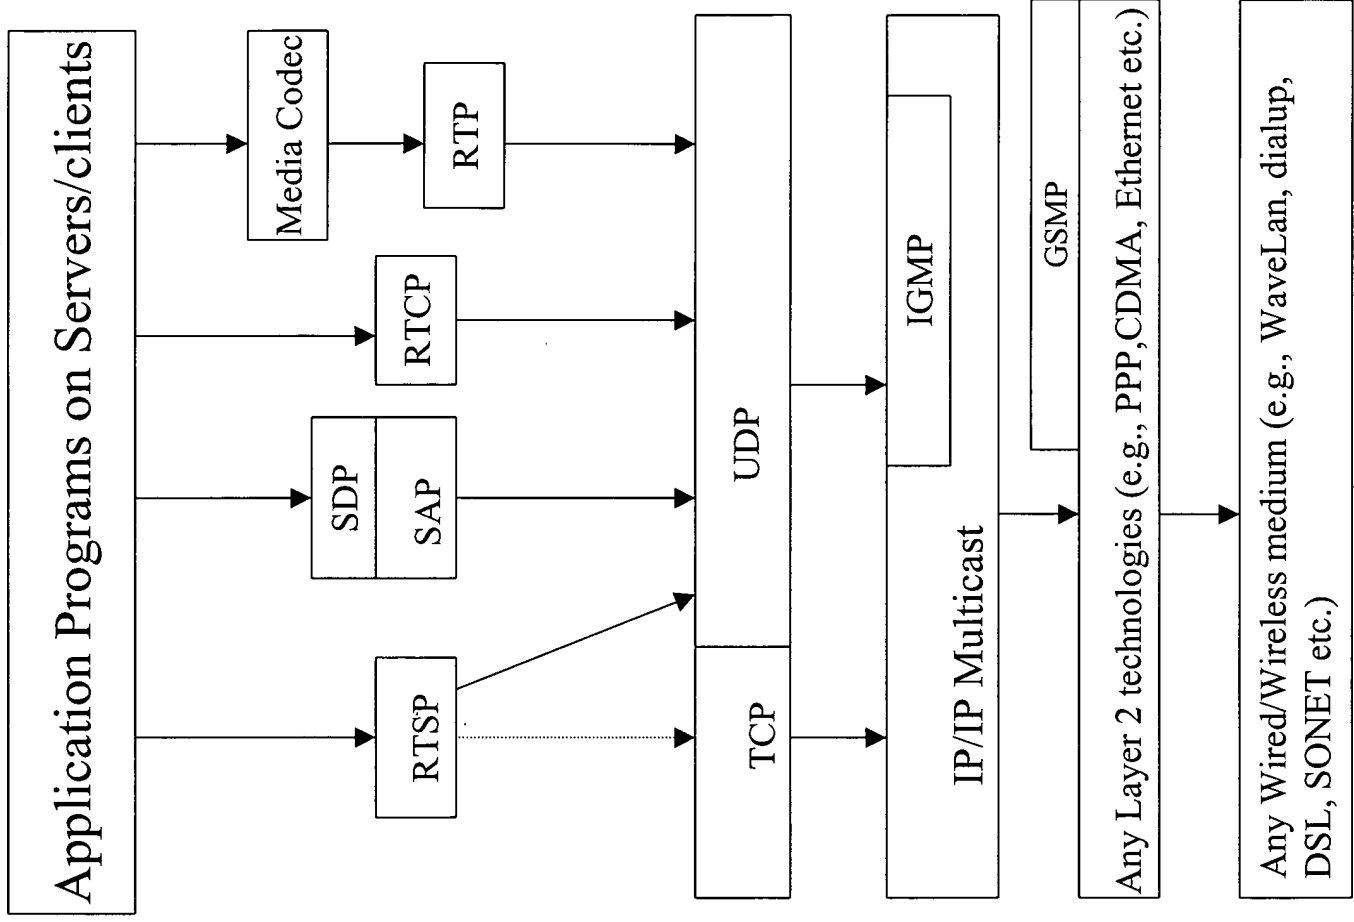 Application Programs on Servers/clients
Media Codec
RTP
RTCP
SDP
SAP
RTSP
UDP
TCP
IGMP
IP/IP Multicast
GSMP
Any Layer 2 technologies (e.g., PPP,CDMA, Ethernet etc.)
Any Wired/Wireless medium (e.g., WaveLan, dialup,
DSL, SONET etc.)